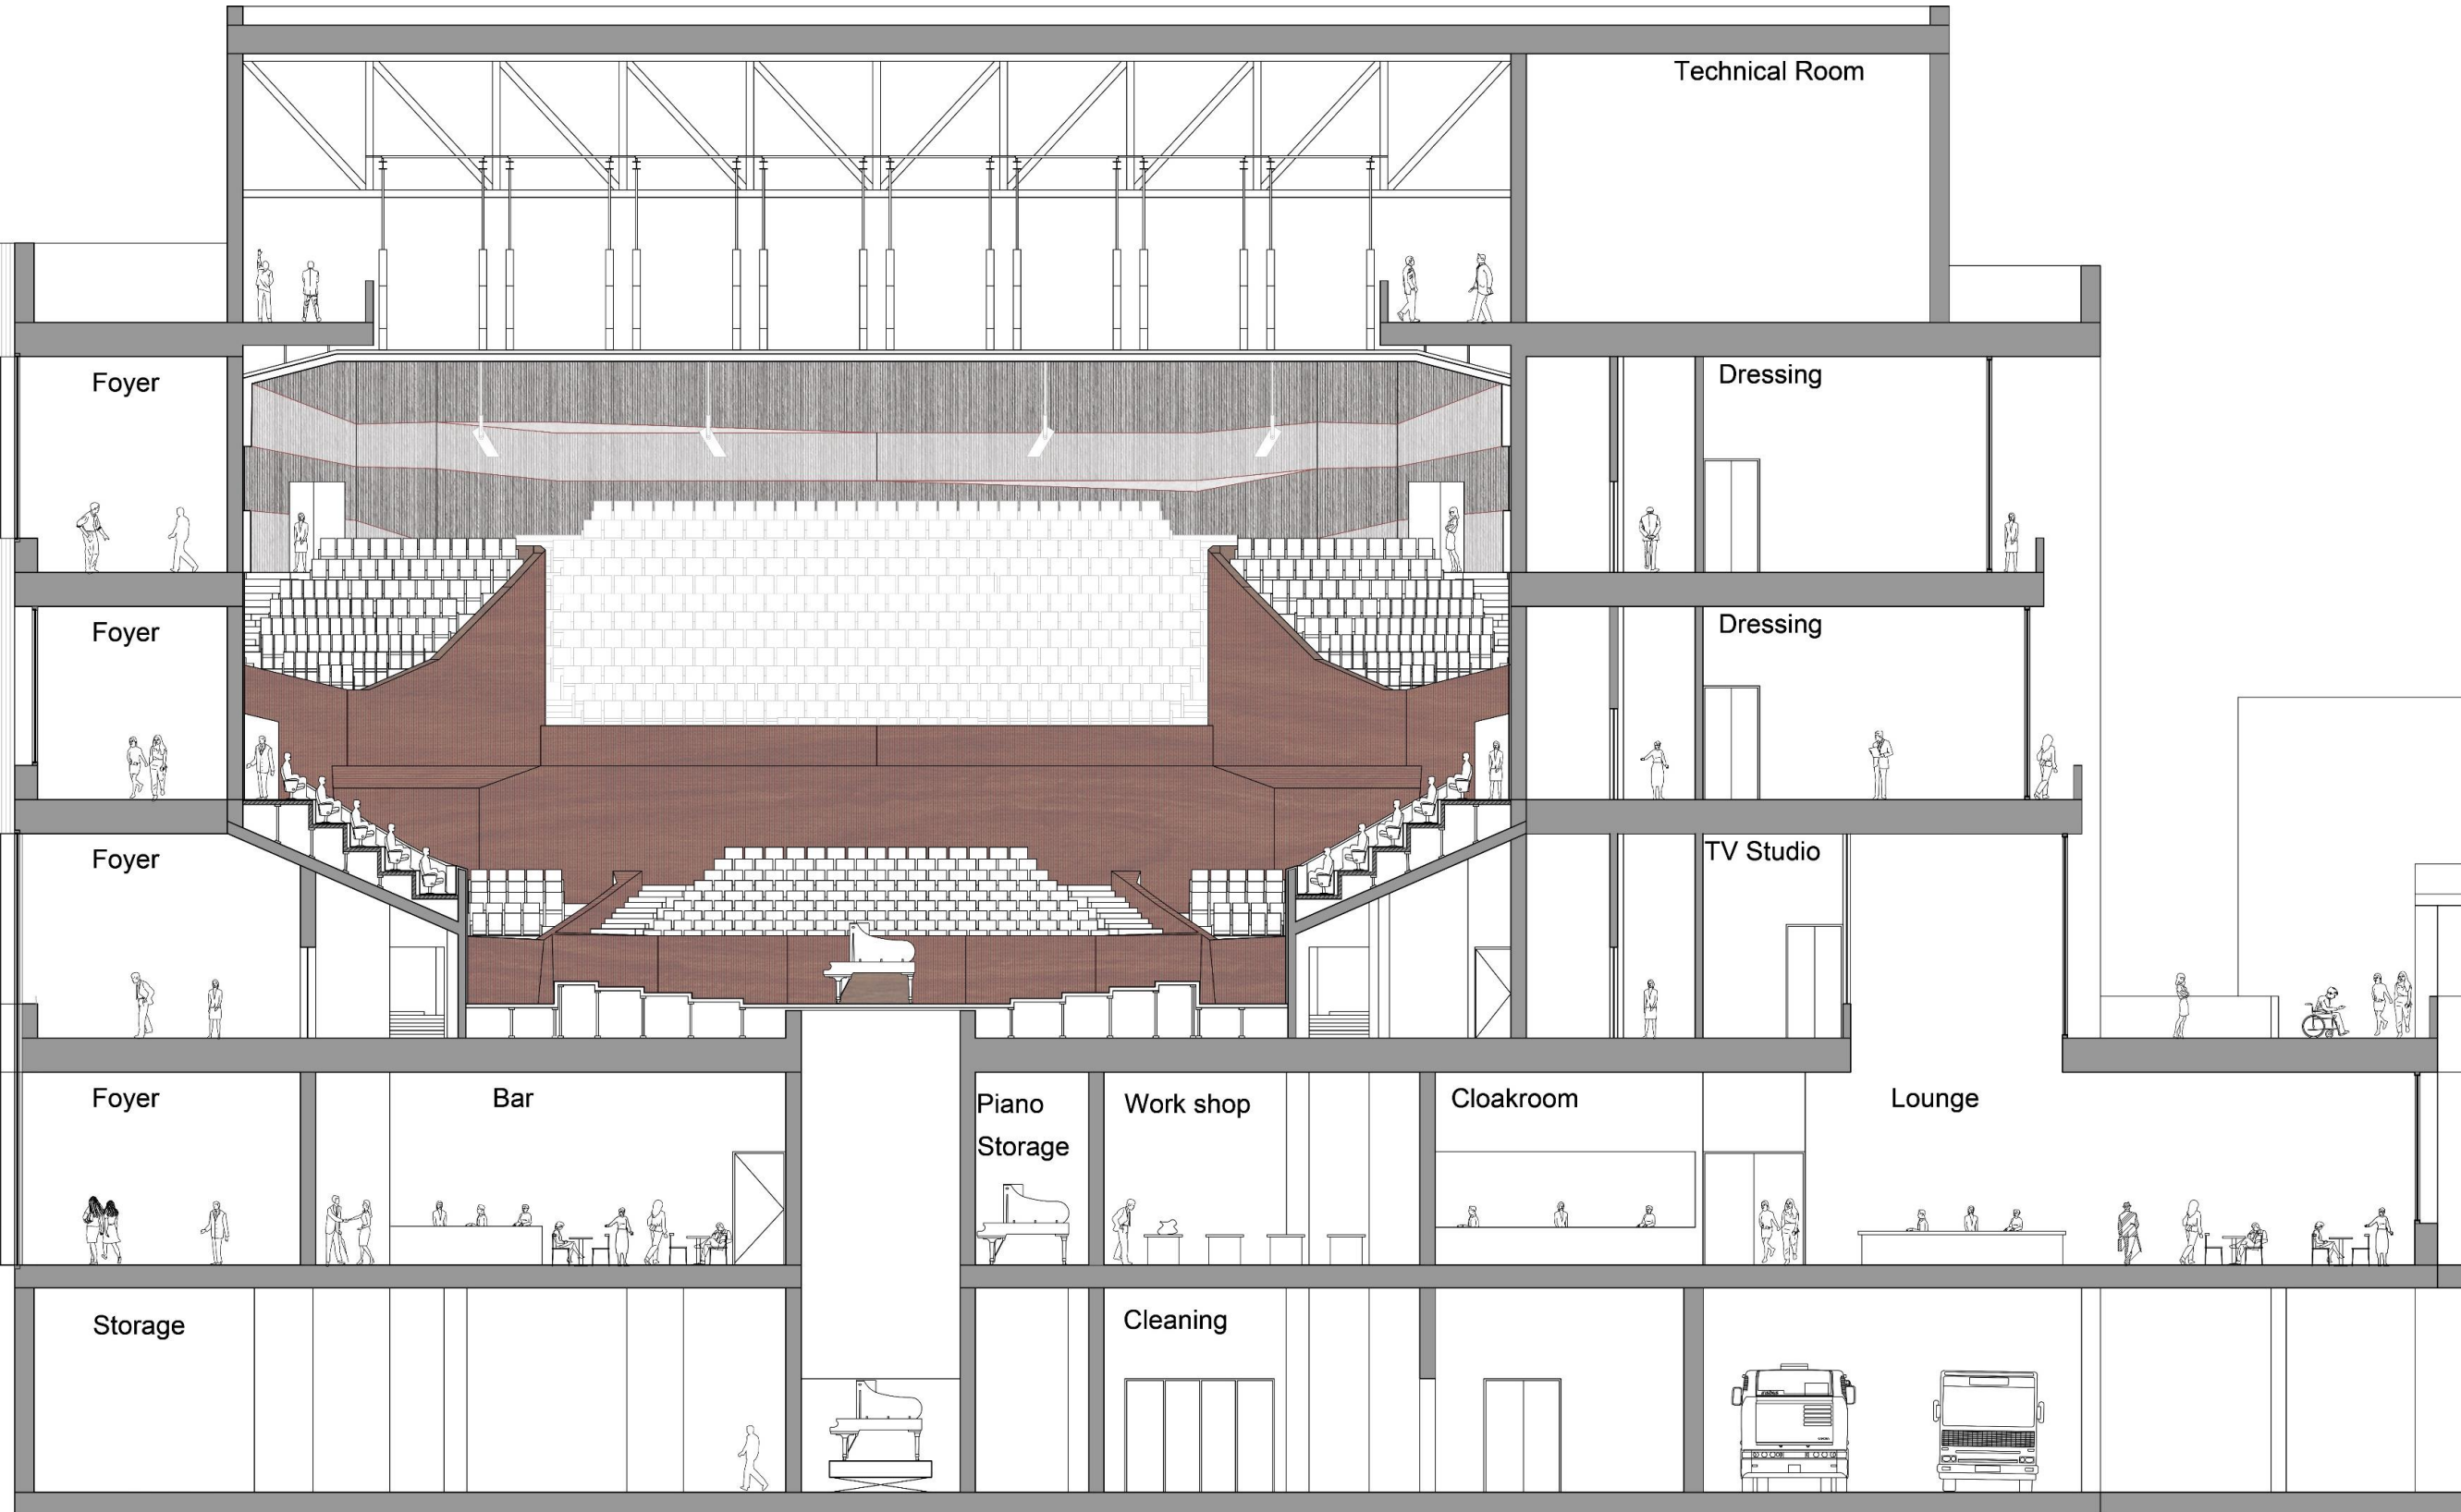 Technical Room
Foyer
Dressing
Foyer
Dressing
Foyer
TV Studio
Foyer
Bar
Piano
Storage
Work shop
Cloakroom
Lounge
Storage
Cleaning